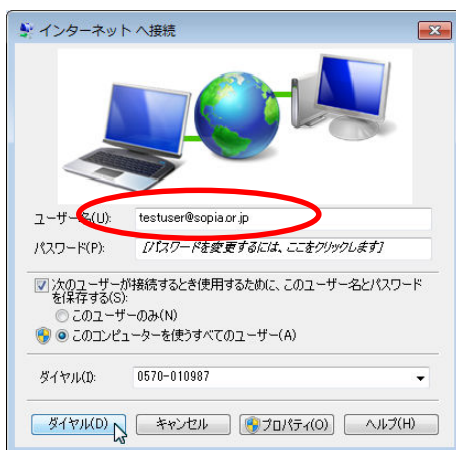 インターネット へ接続
ユーザー名(U):
testuser@sopia.or.jp
パスワード(P):
[パスワードを変更するには、ここをクリックします]
次のユーザーが接続するとき使用するために、このユーザー名とパスワード
を保存する(S):
このユーザーのみ(N)
このコンピューターを使うすべてのユーザー(A)
ダイヤル(I):
0570-010987
ダイヤル(D)
キャンセル
プロパティ(O)
ヘルプ(H)